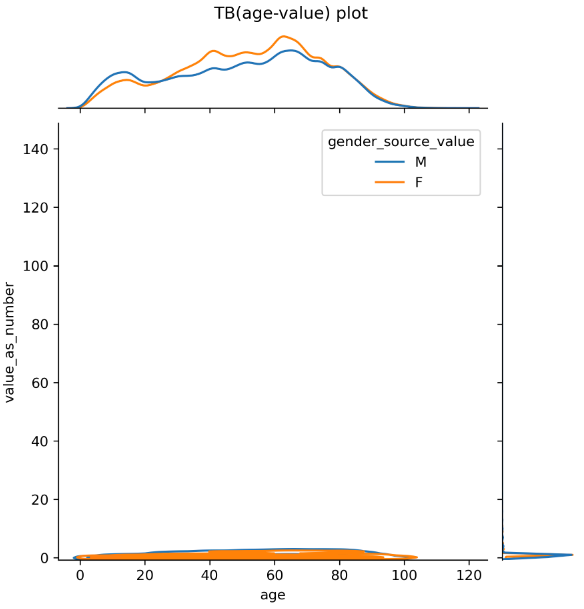 TB(age-value) plot
gender_source_value
M
F
140
120
100
80
60
40
20
0
value_as_number
0 20 40 60 80 100 120
age